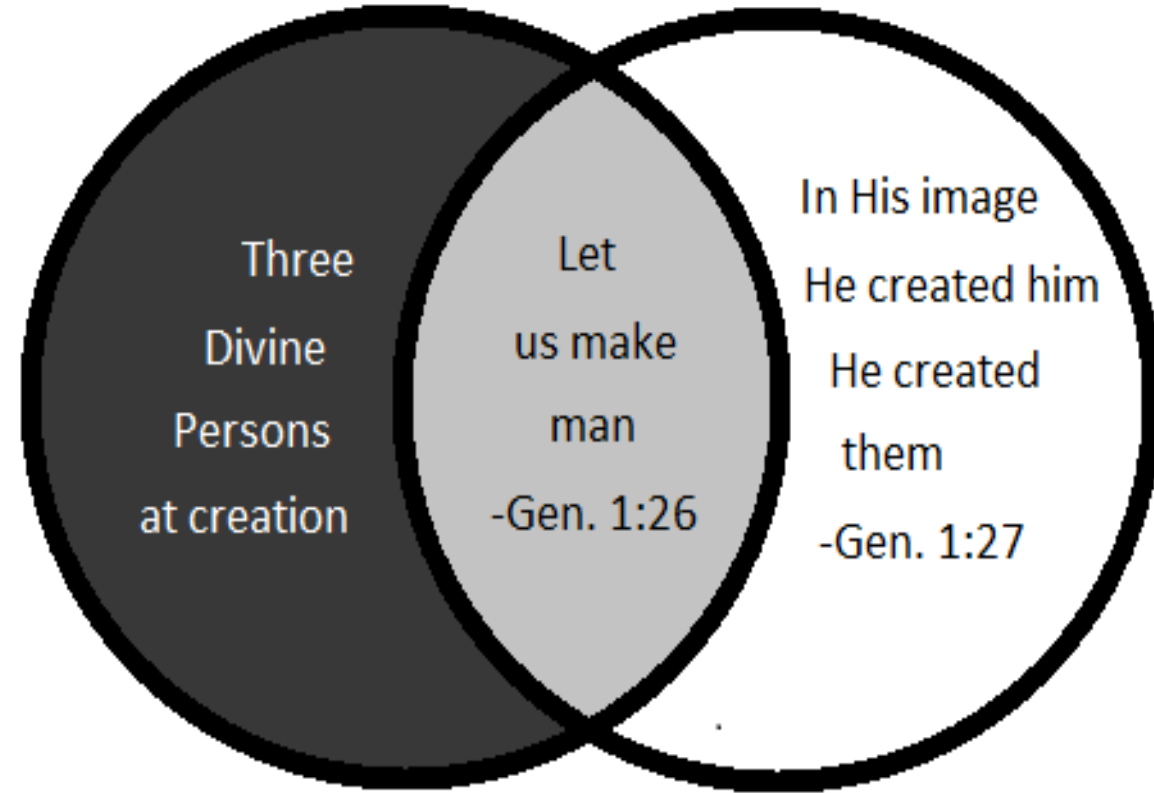 Three
Divine
Persons
at creation
Let
us make
man
-Gen. 1:26
In His image
He created him
He created
them
-Gen. 1:27